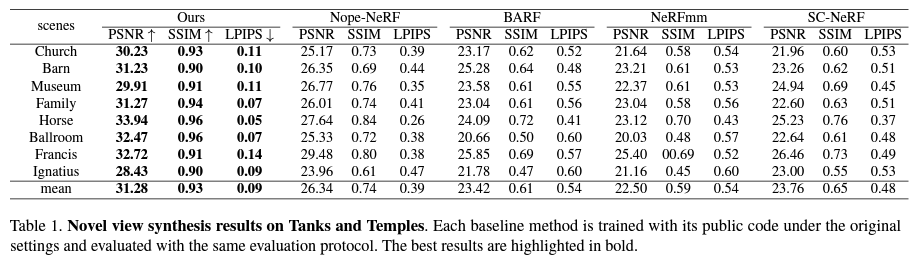 scenes Ours Nope-NeRF BARF NeRFmm SC-NeRF
PSNR ↑ SSIM ↑ LPIPS ↓ PSNR SSIM LPIPS PSNR SSIM LPIPS PSNR SSIM LPIPS PSNR SSIM LPIPS
Church 30.23 0.93 0.11 25.17 0.73 0.39 23.17 0.62 0.52 21.64 0.58 0.54 21.96 0.60 0.53
Barn 31.23 0.90 0.10 26.35 0.69 0.44 25.28 0.64 0.48 23.21 0.61 0.53 23.26 0.62 0.51
Museum 29.91 0.91 0.11 26.77 0.76 0.35 23.58 0.61 0.55 22.37 0.61 0.53 24.94 0.69 0.45
Family 31.27 0.94 0.07 26.01 0.74 0.41 23.04 0.61 0.56 23.04 0.58 0.56 22.60 0.63 0.51
Horse 33.94 0.96 0.05 27.64 0.84 0.26 24.09 0.72 0.41 23.12 0.70 0.43 25.23 0.76 0.37
Ballroom 32.47 0.96 0.07 25.33 0.72 0.38 20.66 0.50 0.60 20.03 0.48 0.57 22.64 0.61 0.48
Francis 32.72 0.91 0.14 29.48 0.80 0.38 25.85 0.69 0.57 25.40 00.69 0.52 26.46 0.73 0.49
Ignatius 28.43 0.90 0.09 23.96 0.61 0.47 21.78 0.47 0.60 21.16 0.45 0.60 23.00 0.55 0.53
mean 31.28 0.93 0.09 26.34 0.74 0.39 23.42 0.61 0.54 22.50 0.59 0.54 23.76 0.65 0.48
Table 1. Novel view synthesis results on Tanks and Temples. Each baseline method is trained with its public code under the original
settings and evaluated with the same evaluation protocol. The best results are highlighted in bold.